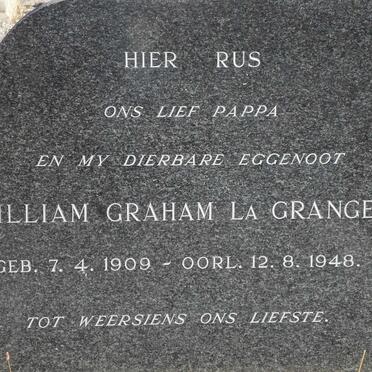 HIER RUS
ONS LIEF PAPPA
EN MY DIERBARE EGGENOOT
ILLIAM GRAHAM LA GRANGE
GEB. 7. 4. 1909 - OORL. 12. 8. 1948.
TOT WEERSIENS ONS LIEFSTE.